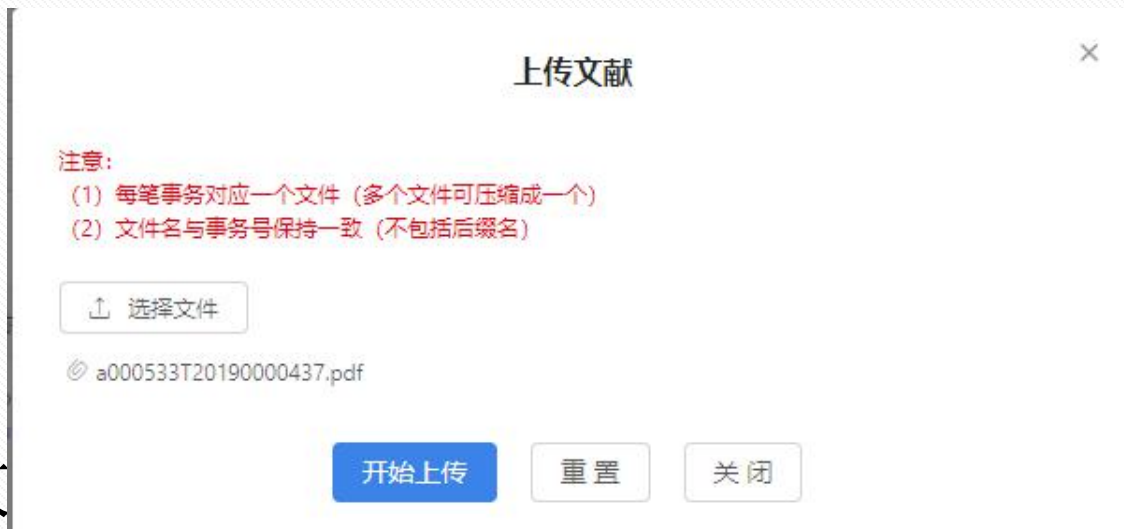 上传文献
注意：
（1）每笔事务对应一个文件（多个文件可压缩成一个）
（2）文件名与事务号保持一致（不包括后缀名）
选择文件
a000533T20190000437.pdf
开始上传 重置 关闭